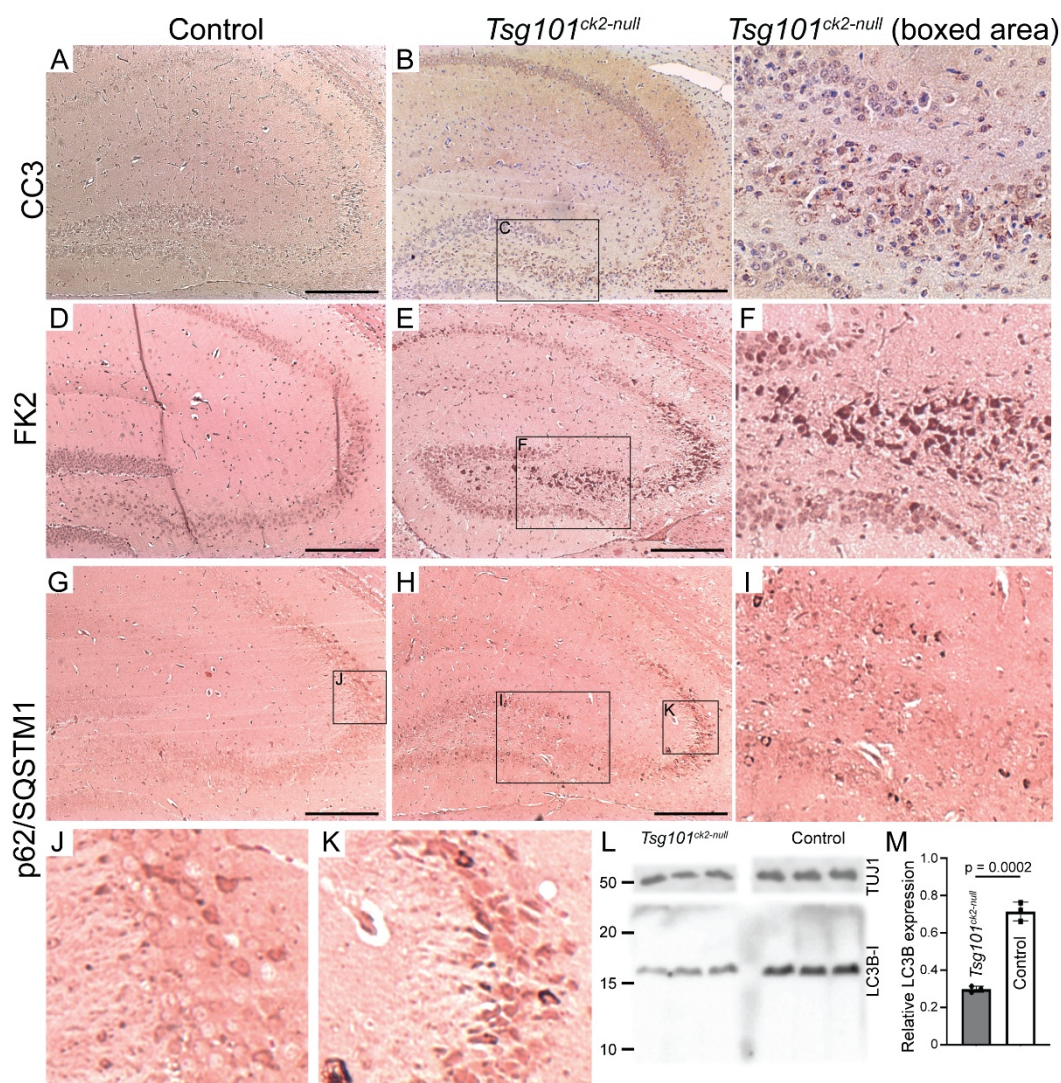 Control
Tsg101ck2-null
Tsg101ck2-null (boxed area)
CC3
A
B
C
FK2
D
E
F
F
p62/SQSTM1
G
J
H
I
K
I
J
K
L
Tsg101ck2-null
Control
50
20
15
10
TUJ1
LC3B-I
M
p = 0.0002
Relative LC3B expression
1.0
0.8
0.6
0.4
0.2
0
Tsg101ck2-null
Control